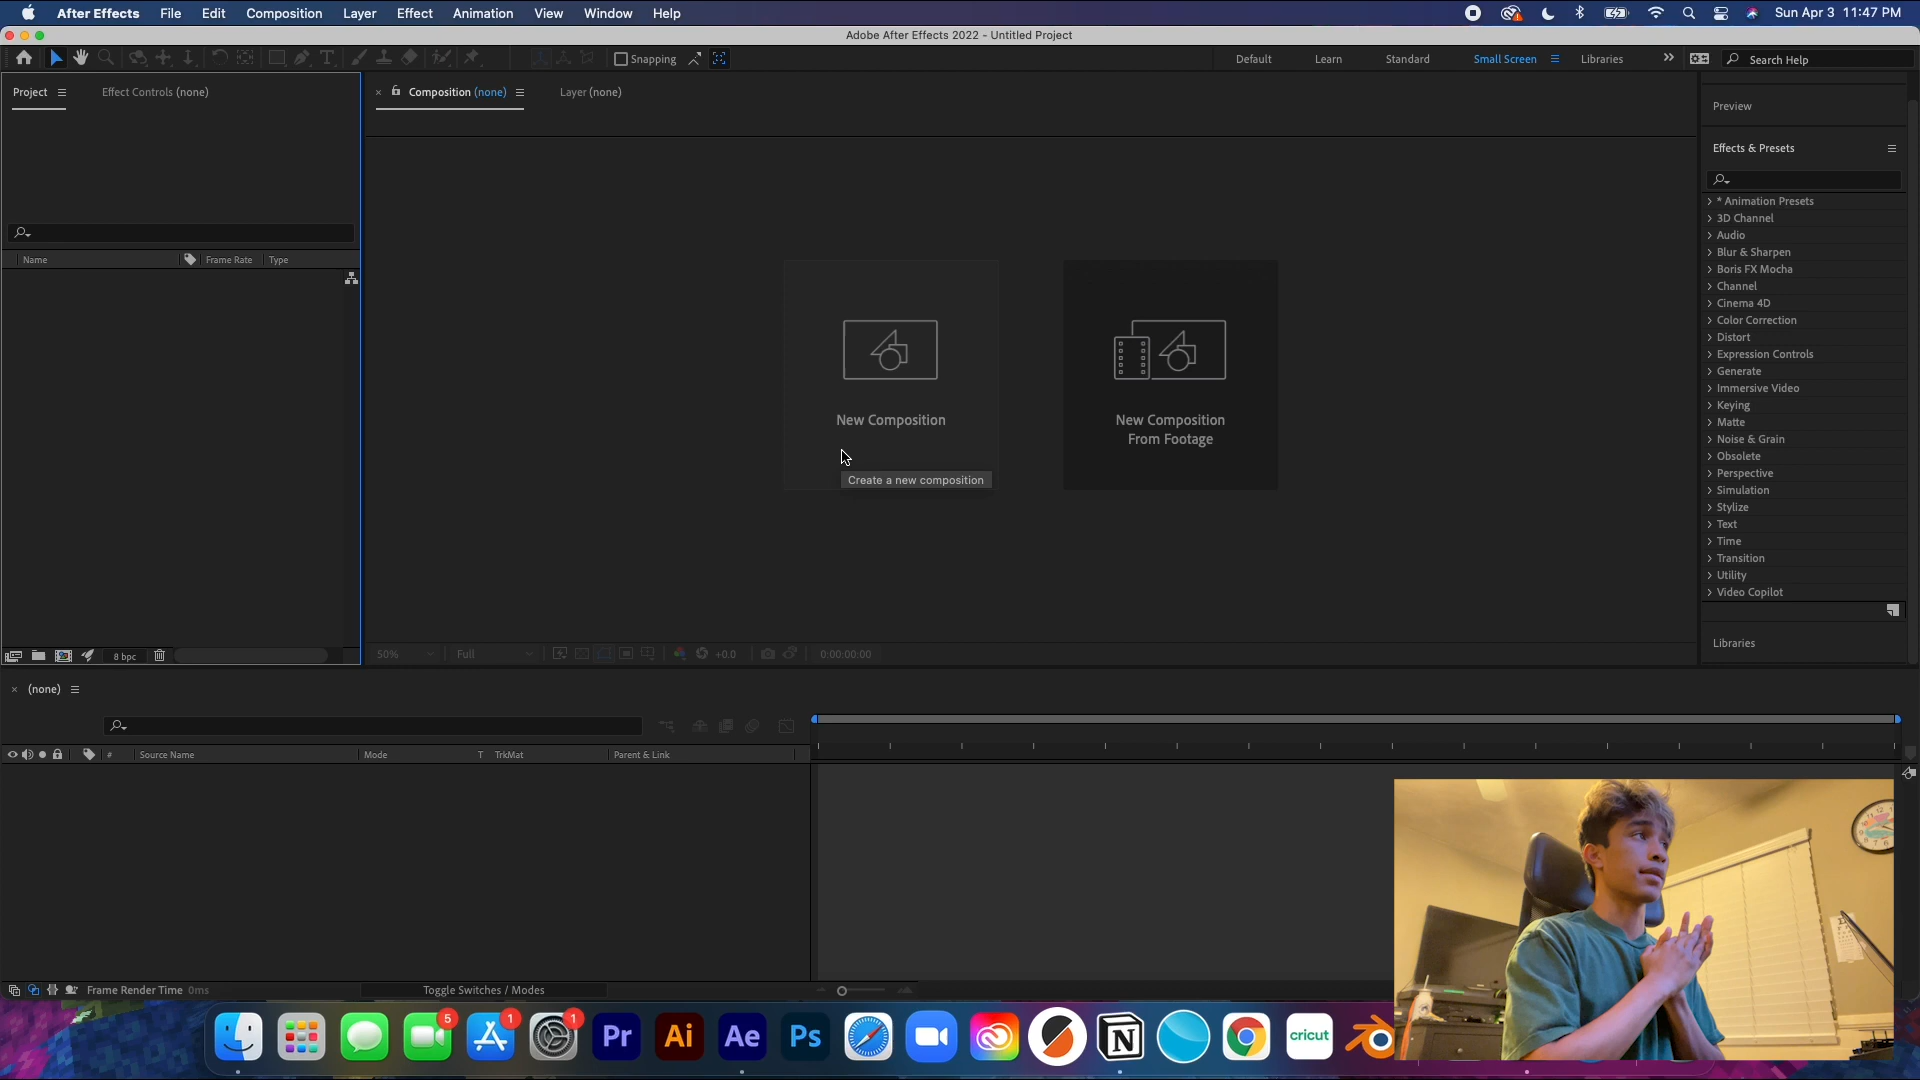 After Effects File Edit Composition Layer Effect Animation View Window Help
Sun Apr 3 11:47 PM
Adobe After Effects 2022 - Untitled Project
Snapping
Default Learn Standard Small Screen Libraries
Search Help
Project Effect Controls (none)
Composition (none) Layer (none)
Preview
Effects & Presets
Name Frame Rate Type
* Animation Presets
3D Channel
Audio
Blur & Sharpen
Boris FX Mocha
Channel
Cinema 4D
Color Correction
Distort
Expression Controls
Generate
Immersive Video
Keying
Matte
Noise & Grain
Obsolete
Perspective
Simulation
Stylize
Text
Time
Transition
Utility
Video Copilot
Libraries
New Composition
Create a new composition
New Composition
From Footage
8 bpc
50% Full +0.0 0:00:00:00
(none)
# Source Name Mode T TrkMat Parent & Link
Frame Render Time 0ms
Toggle Switches / Modes
5
1
1
Pr Ai Ae Ps N cricut